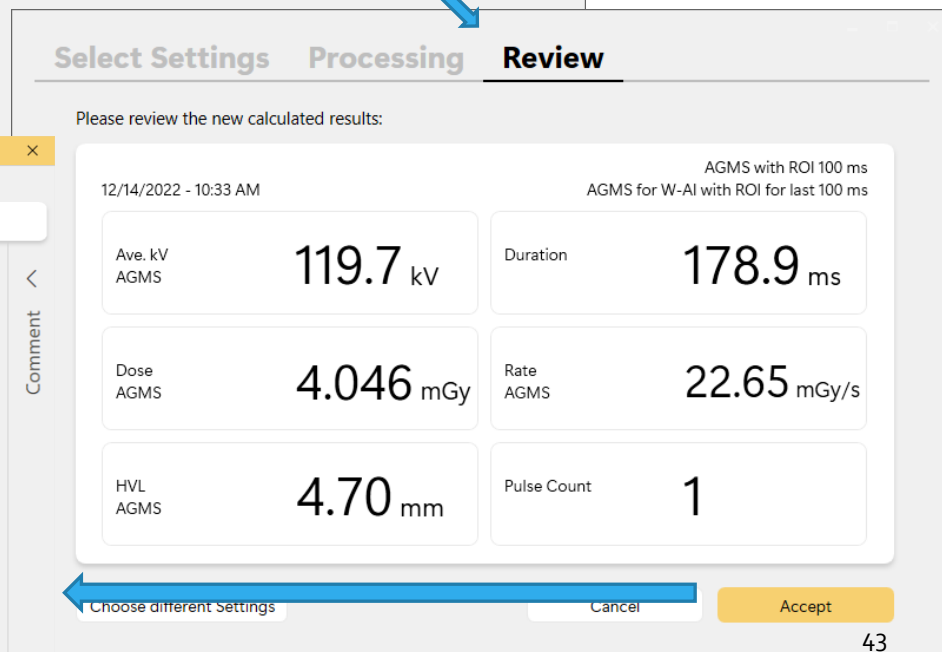 Select Settings Processing Review
Please review the new calculated results:
12/14/2022 - 10:33 AM
AGMS with ROI 100 ms
AGMS for W-AI with ROI for last 100 ms
Ave. kV
AGMS
119.7 kV
Duration
178.9 ms
Dose
AGMS
4.046 mGy
Rate
AGMS
22.65 mGy/s
HVL
AGMS
4.70 mm
Pulse Count
1
Comment
Choose different Settings
Cancel
Accept
43